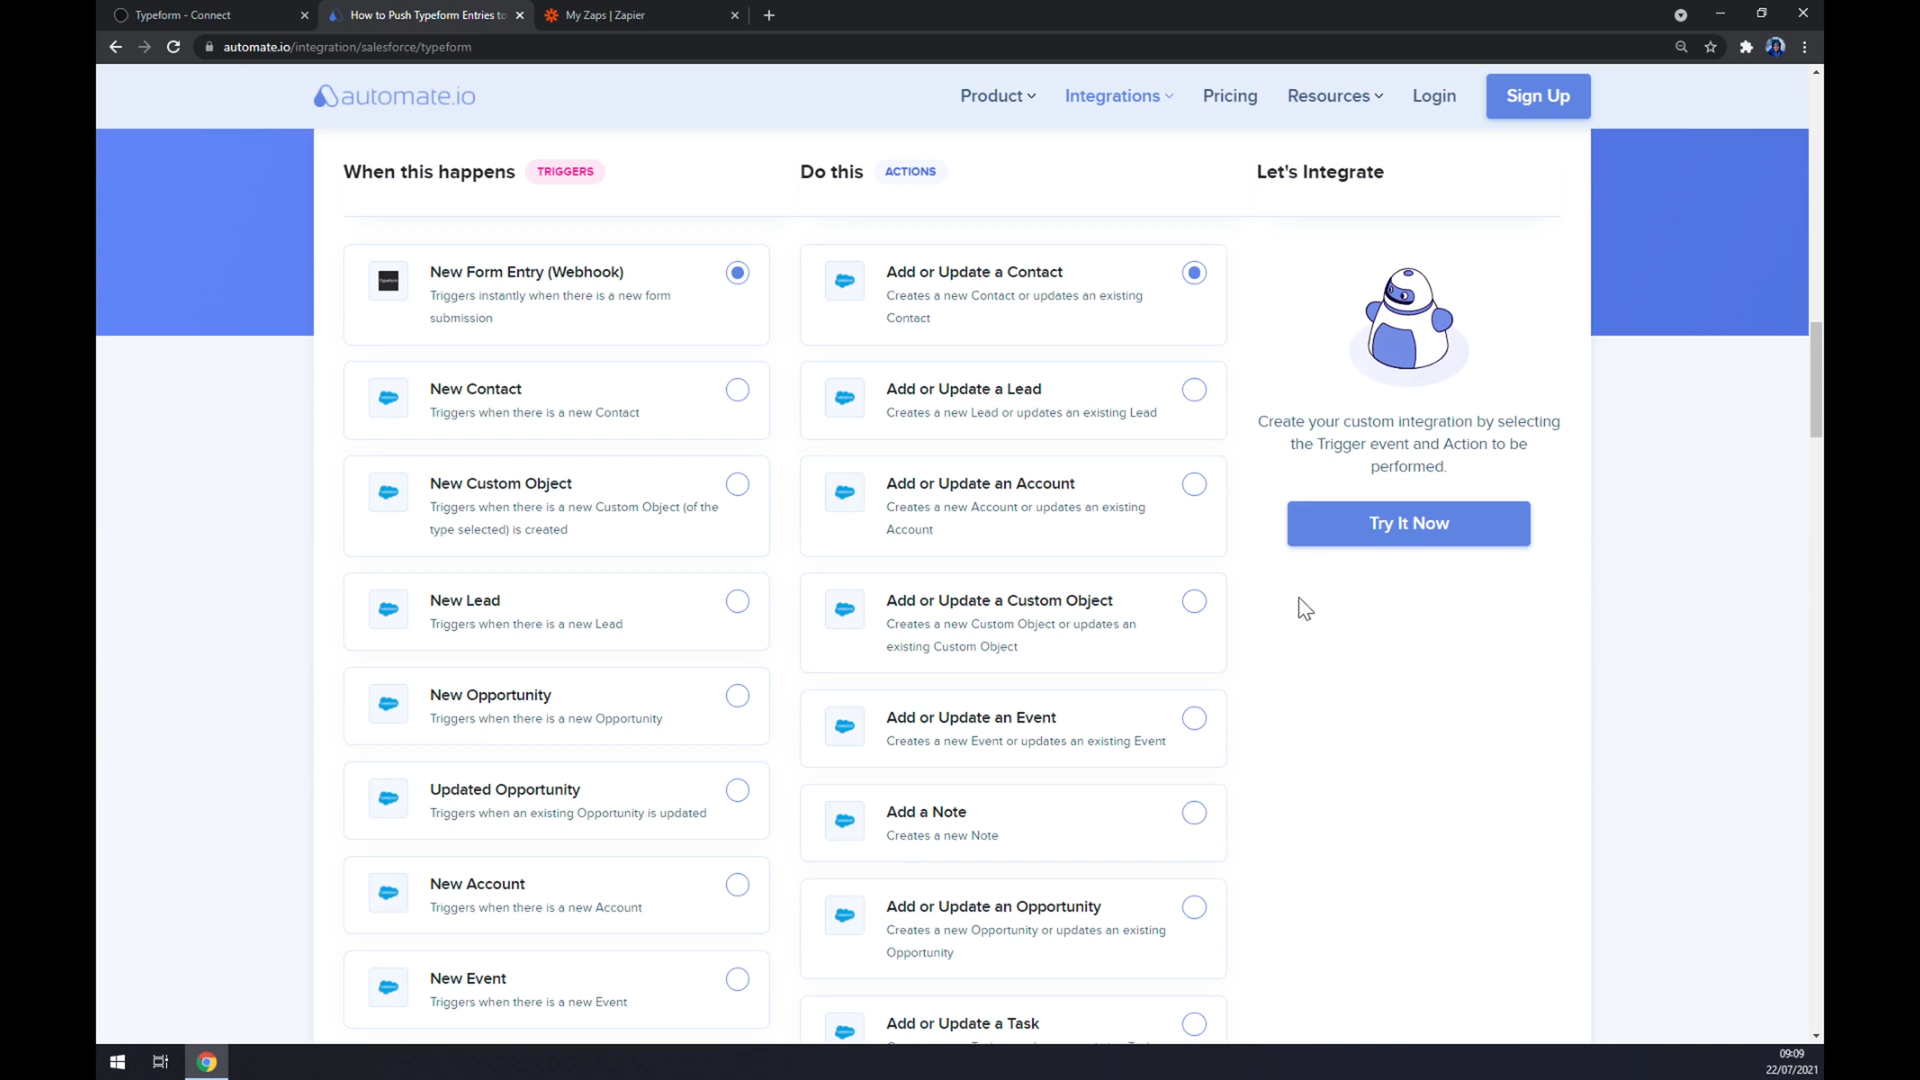 Typeform - Connect
How to Push Typeform Entries to
My Zaps | Zapier
automate.io/integration/salesforce/typeform
automate.io
Product
Integrations
Pricing
Resources
Login
Sign Up
When this happens TRIGGERS
Do this ACTIONS
Let's Integrate
New Form Entry (Webhook)
Triggers instantly when there is a new form
submission
New Contact
Triggers when there is a new Contact
New Custom Object
Triggers when there is a new Custom Object (of the
type selected) is created
New Lead
Triggers when there is a new Lead
New Opportunity
Triggers when there is a new Opportunity
Updated Opportunity
Triggers when an existing Opportunity is updated
New Account
Triggers when there is a new Account
New Event
Triggers when there is a new Event
Add or Update a Contact
Creates a new Contact or updates an existing
Contact
Add or Update a Lead
Creates a new Lead or updates an existing Lead
Add or Update an Account
Creates a new Account or updates an existing
Account
Add or Update a Custom Object
Creates a new Custom Object or updates an
existing Custom Object
Add or Update an Event
Creates a new Event or updates an existing Event
Add a Note
Creates a new Note
Add or Update an Opportunity
Creates a new Opportunity or updates an existing
Opportunity
Add or Update a Task
Create your custom integration by selecting
the Trigger event and Action to be
performed.
Try It Now
09:09
22/07/2021